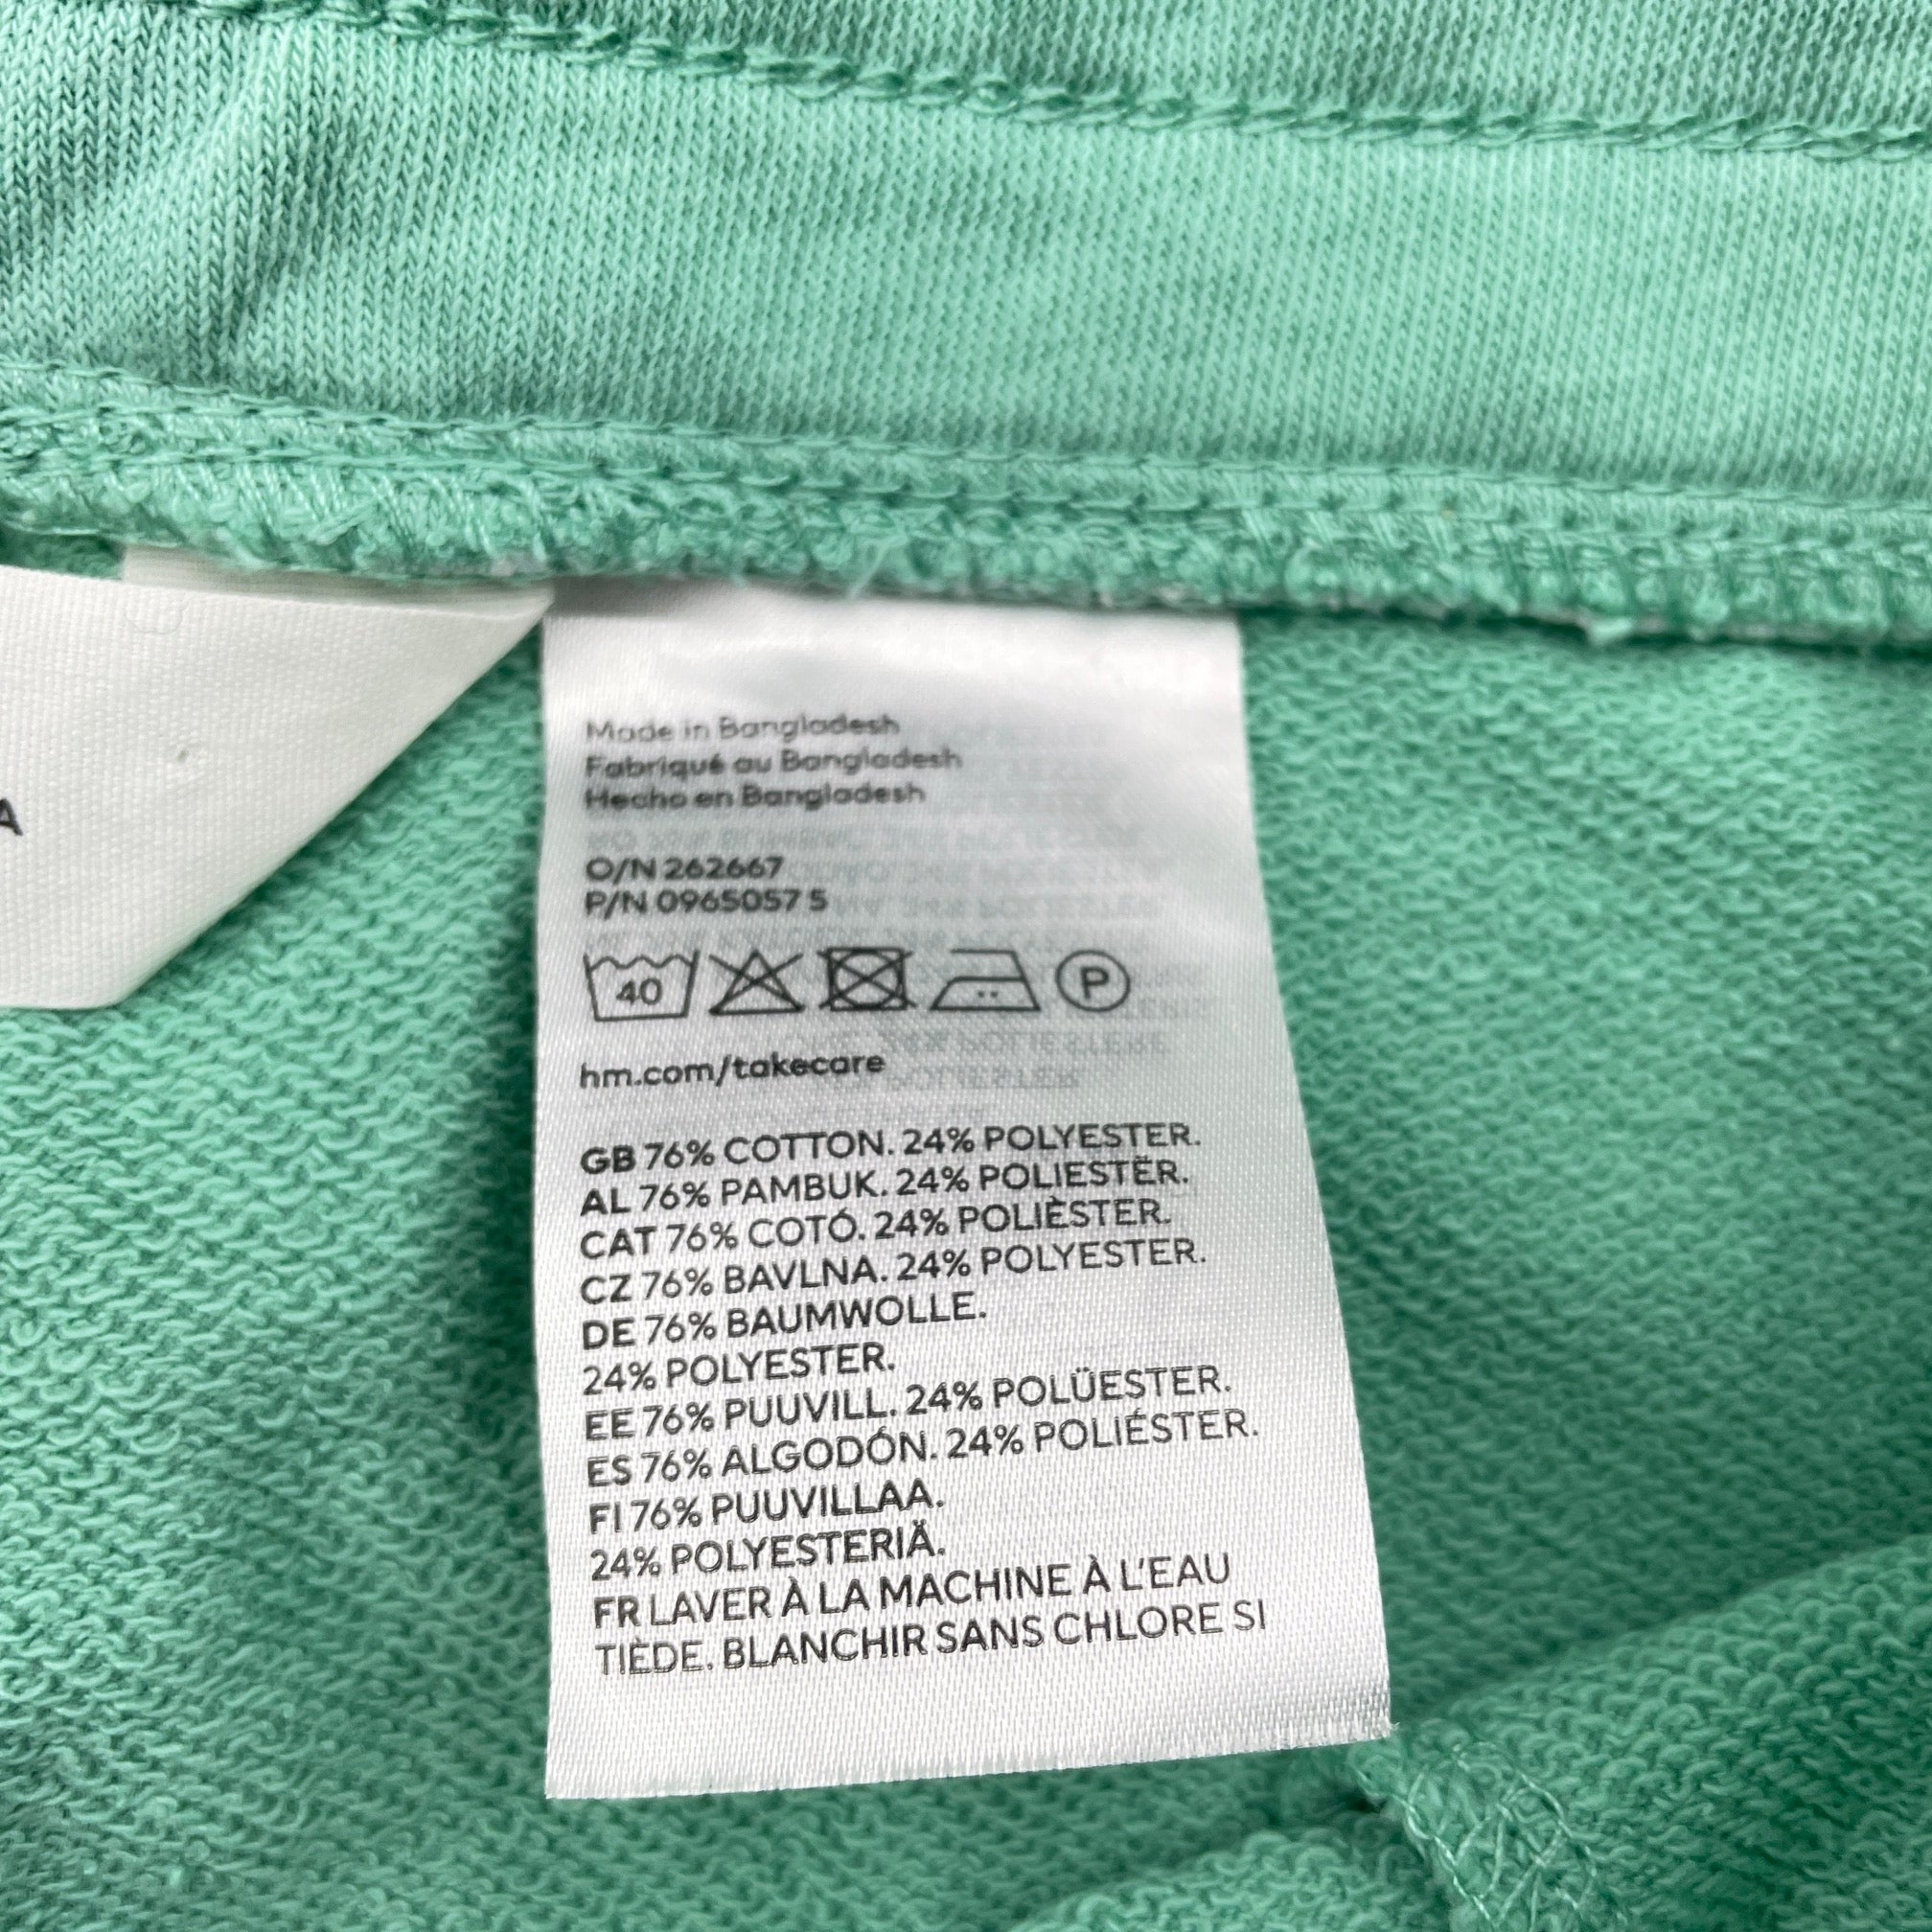 A
Made in Bangladesh
Fabriqué au Bangladesh
Hecho en Bangladesh
O/N 262667
P/N 0965057 5
40
P
hm.com/takecare
GB 76% COTTON. 24% POLYESTER.
AL 76% PAMBUK. 24% POLIESTËR.
CAT 76% COTÓ. 24% POLIÈSTER.
CZ 76% BAVLNA. 24% POLYESTER.
DE 76% BAUMWOLLE.
24% POLYESTER.
EE 76% PUUVILL. 24% POLÜESTER.
ES 76% ALGODÓN. 24% POLIÉSTER.
FI 76% PUUVILLAA.
24% POLYESTERIÄ.
FR LAVER À LA MACHINE À L'EAU
TIÈDE. BLANCHIR SANS CHLORE SI